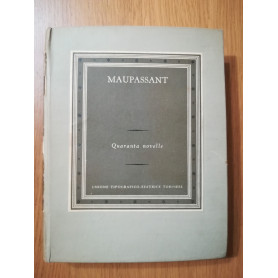 MAUPASSANT
Quaranta novelle
UNIONE TIPOGRAFICO-EDITRICE TORINESE